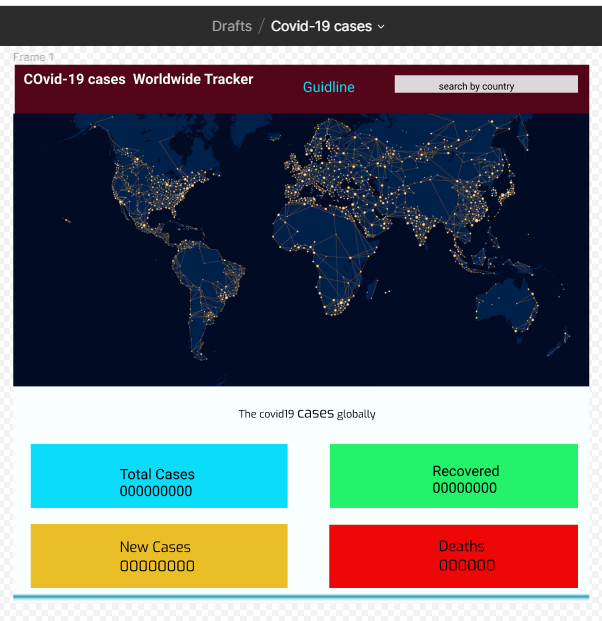 Drafts / Covid-19 cases
Frame 1
COvid-19 cases Worldwide Tracker
Guidline
search by country
The covid19 cases globally
Total Cases
000000000
Recovered
00000000
New Cases
00000000
Deaths
000000